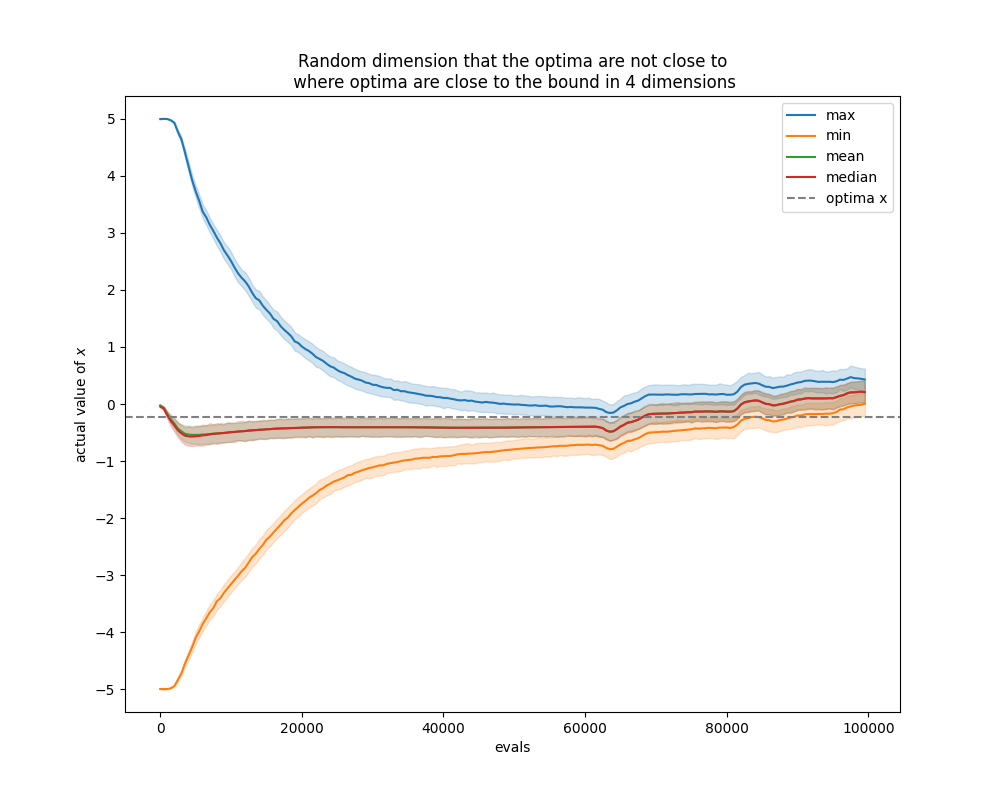 Random dimension that the optima are not close to
where optima are close to the bound in 4 dimensions
max
min
mean
median
optima x
5
4
3
2
1
0
−1
−2
−3
−4
−5
actual value of x
0
20000
40000
60000
80000
100000
evals